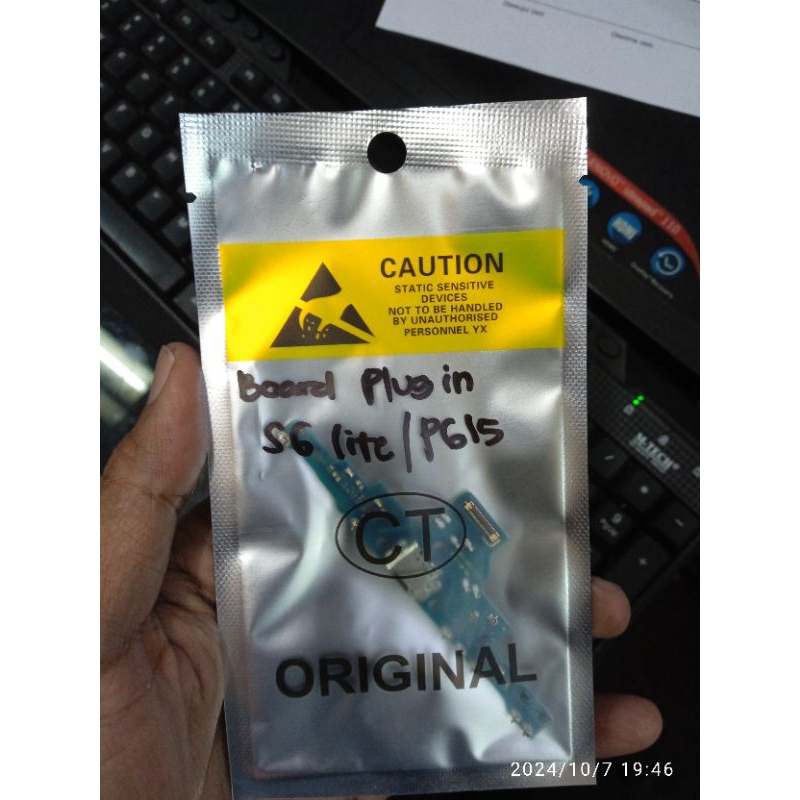 CAUTION
STATIC SENSITIVE
DEVICES
NOT TO BE HANDLED
BY UNAUTHORISED
PERSONNEL YX
Board Plug in
S6 lite/P615
CT
ORIGINAL
M-TECH
2024/10/7 19:46